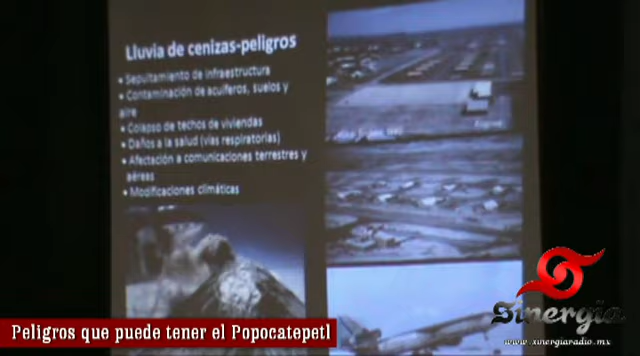 Lluvia de cenizas-peligros
• Sepultamiento de infraestructura
• Contaminación de acuíferos, suelos y
aire
• Colapso de techos de viviendas
• Daños a la salud (vías respiratorias)
• Afectación a comunicaciones terrestres y
aéreas
• Modificaciones climáticas
Peligros que puede tener el Popocatepetl
Sinergia
www.xinergiaradio.mx